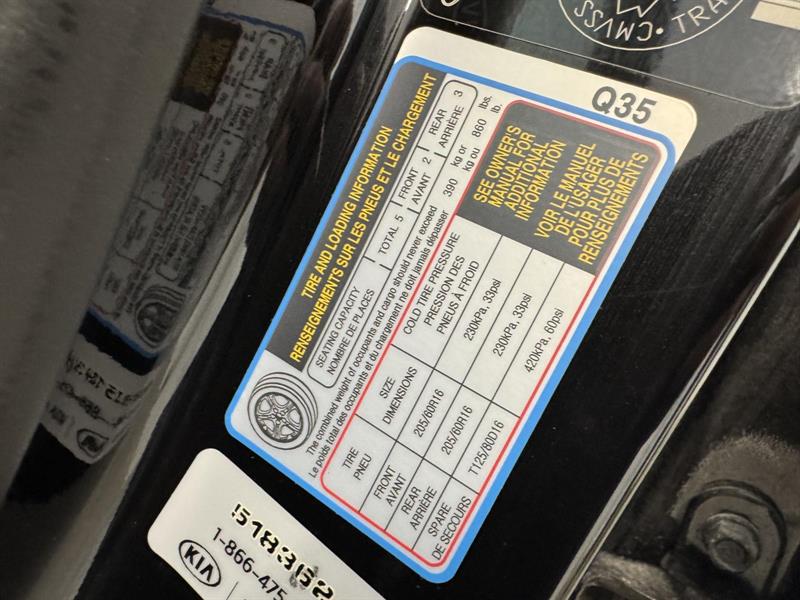 CMVSS • TRA
Q35
TIRE AND LOADING INFORMATION
RENSEIGNEMENTS SUR LES PNEUS ET LE CHARGEMENT
SEATING CAPACITY
NOMBRE DE PLACES
TOTAL 5
FRONT
AVANT 2
REAR
ARRIÈRE 3
The combined weight of occupants and cargo should never exceed 390 kg or 860 lbs.
Le poids total des occupants et du chargement ne doit jamais dépasser kg ou lb.
TIRE
PNEU
SIZE
DIMENSIONS
COLD TIRE PRESSURE
PRESSION DES
PNEUS À FROID
SEE OWNER'S
MANUAL FOR
ADDITIONAL
INFORMATION
VOIR LE MANUEL
DE L'USAGER
POUR PLUS DE
RENSEIGNEMENTS
FRONT
AVANT
205/60R16
230kPa, 33psi
REAR
ARRIÈRE
205/60R16
230kPa, 33psi
SPARE
DE SECOURS
T125/80D16
420kPa, 60psi
518362
1-866-475
KIA